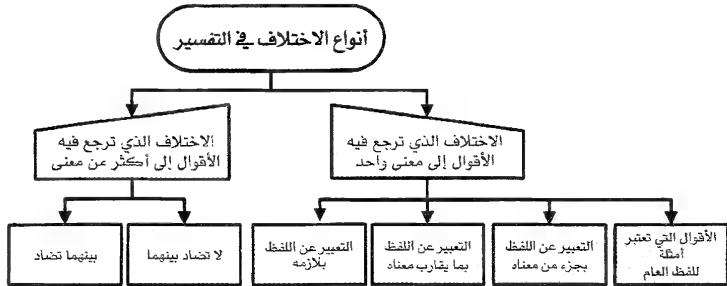 أنواع الاختلاف في التفسير
الاختلاف الذي ترجع فيه
الأقوال إلى معنى واحد
الاختلاف الذي ترجع فيه
الأقوال إلى أكثر عن معنى
الأقوال التي تعتبر
أمثلة
للفظ العام
التعبير عن اللفظ
بجزء من معناه
التعبير عن اللفظ
بما يقارب معناه
التعبير عن اللفظ
بلازمه
لا تضاد بينهما
بينهما تضاد